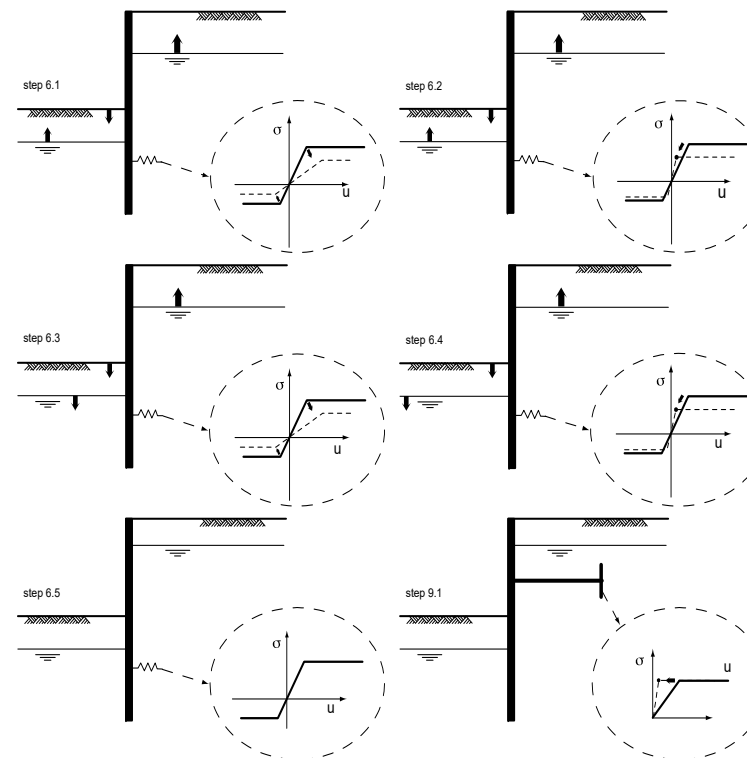 step 6.1
σ
u
step 6.2
σ
u
step 6.3
σ
u
step 6.4
σ
u
step 6.5
σ
u
step 9.1
σ
u